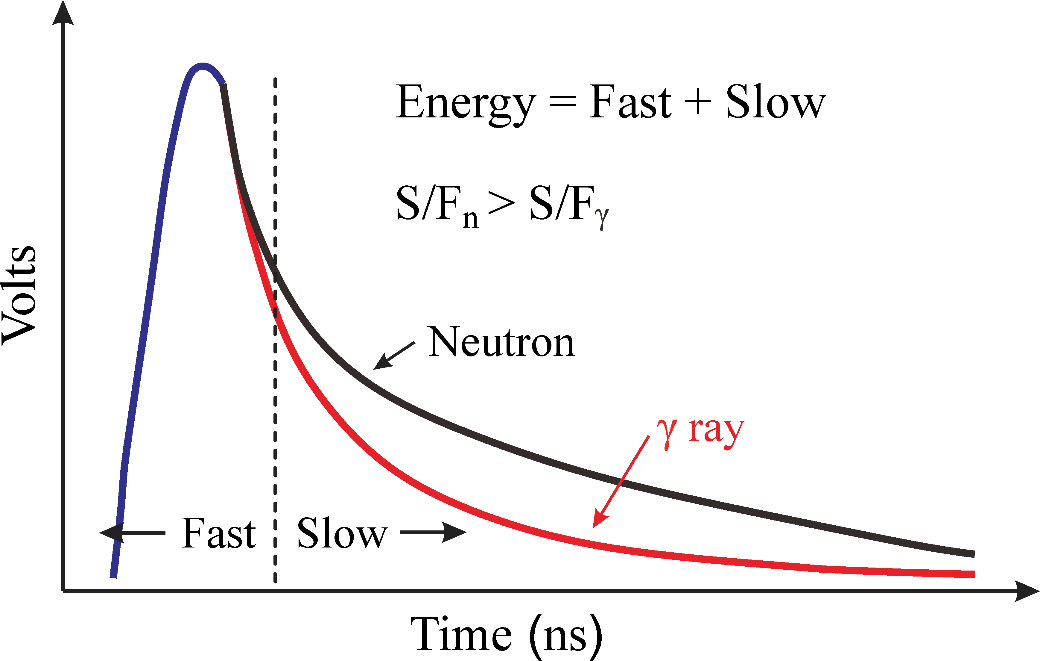 Energy = Fast + Slow
S/Fₙ > S/Fᵧ
Volts
Neutron
γ ray
Fast
Slow
Time (ns)